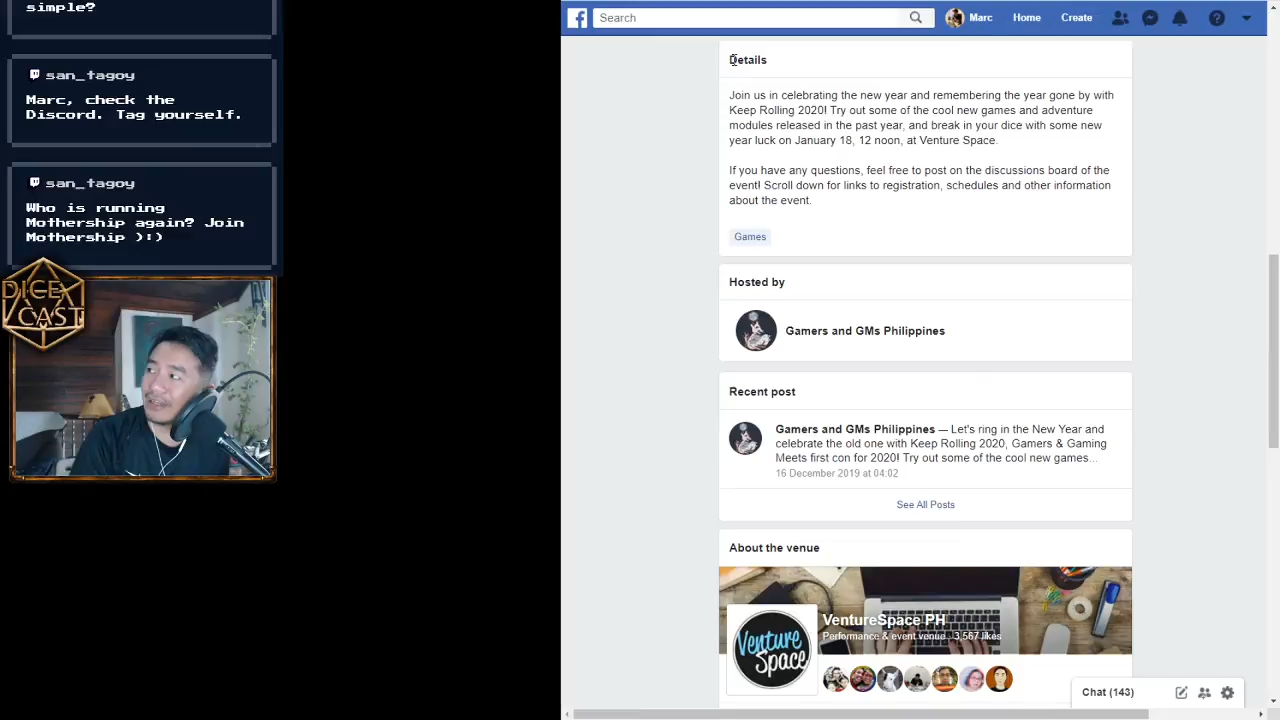 simple?
san_tagoy
Marc, check the
Discord. Tag yourself.
san_tagoy
Who is running
Mothership again? Join
Mothership ):)
DICE
CAST
Search
Marc
Home
Create
Details
Join us in celebrating the new year and remembering the year gone by with
Keep Rolling 2020! Try out some of the cool new games and adventure
modules released in the past year, and break in your dice with some new
year luck on January 18, 12 noon, at Venture Space.
If you have any questions, feel free to post on the discussions board of the
event! Scroll down for links to registration, schedules and other information
about the event.
Games
Hosted by
Gamers and GMs Philippines
Recent post
Gamers and GMs Philippines — Let's ring in the New Year and
celebrate the old one with Keep Rolling 2020, Gamers & Gaming
Meets first con for 2020! Try out some of the cool new games...
16 December 2019 at 04:02
See All Posts
About the venue
VentureSpace PH
Performance & event venue · 3,567 likes
Venture
Space
Chat (143)